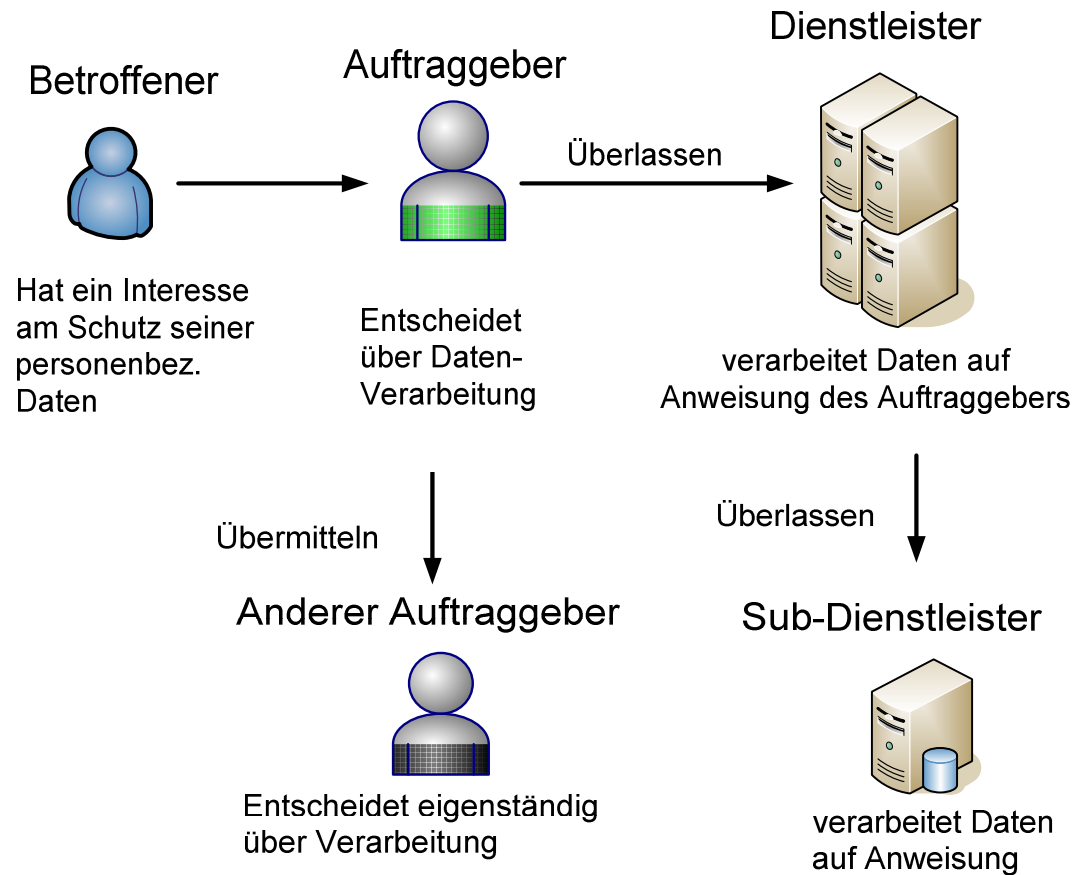 Betroffener
Auftraggeber
Dienstleister
Überlassen
Hat ein Interesse
am Schutz seiner
personenbez.
Daten
Entscheidet
über Daten-
Verarbeitung
verarbeitet Daten auf
Anweisung des Auftraggebers
Übermitteln
Überlassen
Anderer Auftraggeber
Sub-Dienstleister
Entscheidet eigenständig
über Verarbeitung
verarbeitet Daten
auf Anweisung